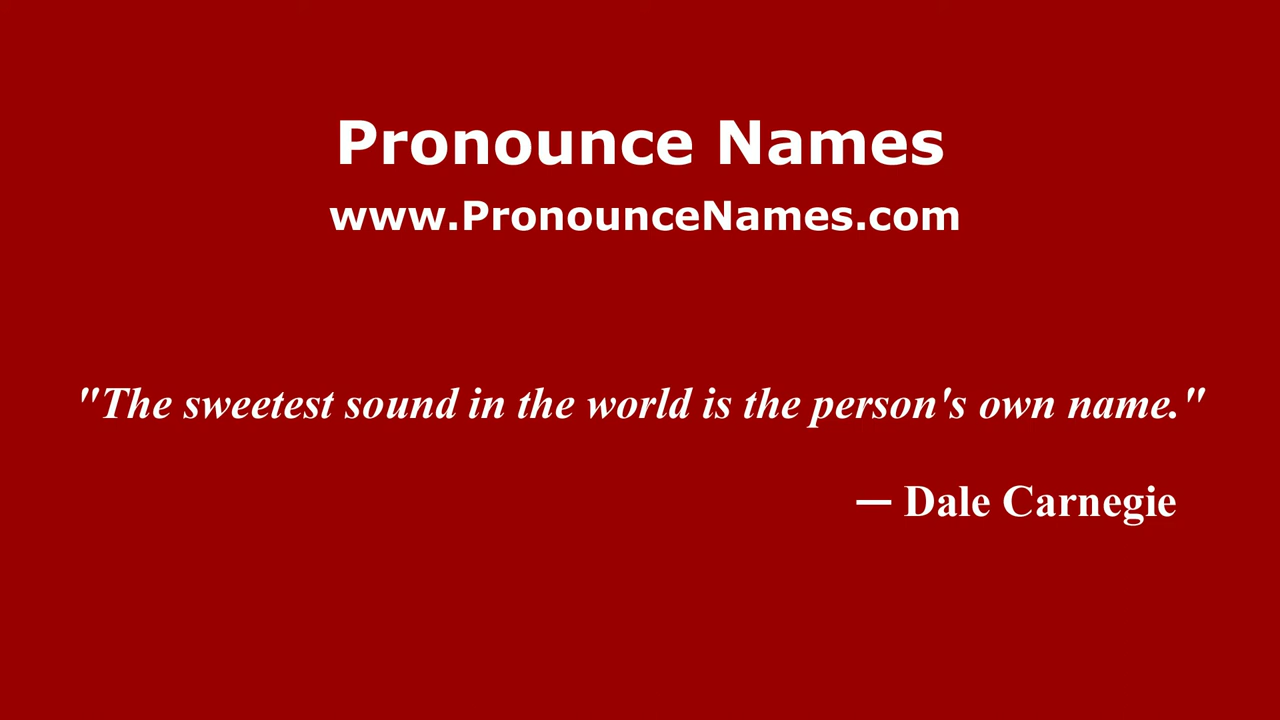 Pronounce Names
www.PronounceNames.com
"The sweetest sound in the world is the person's own name."
— Dale Carnegie